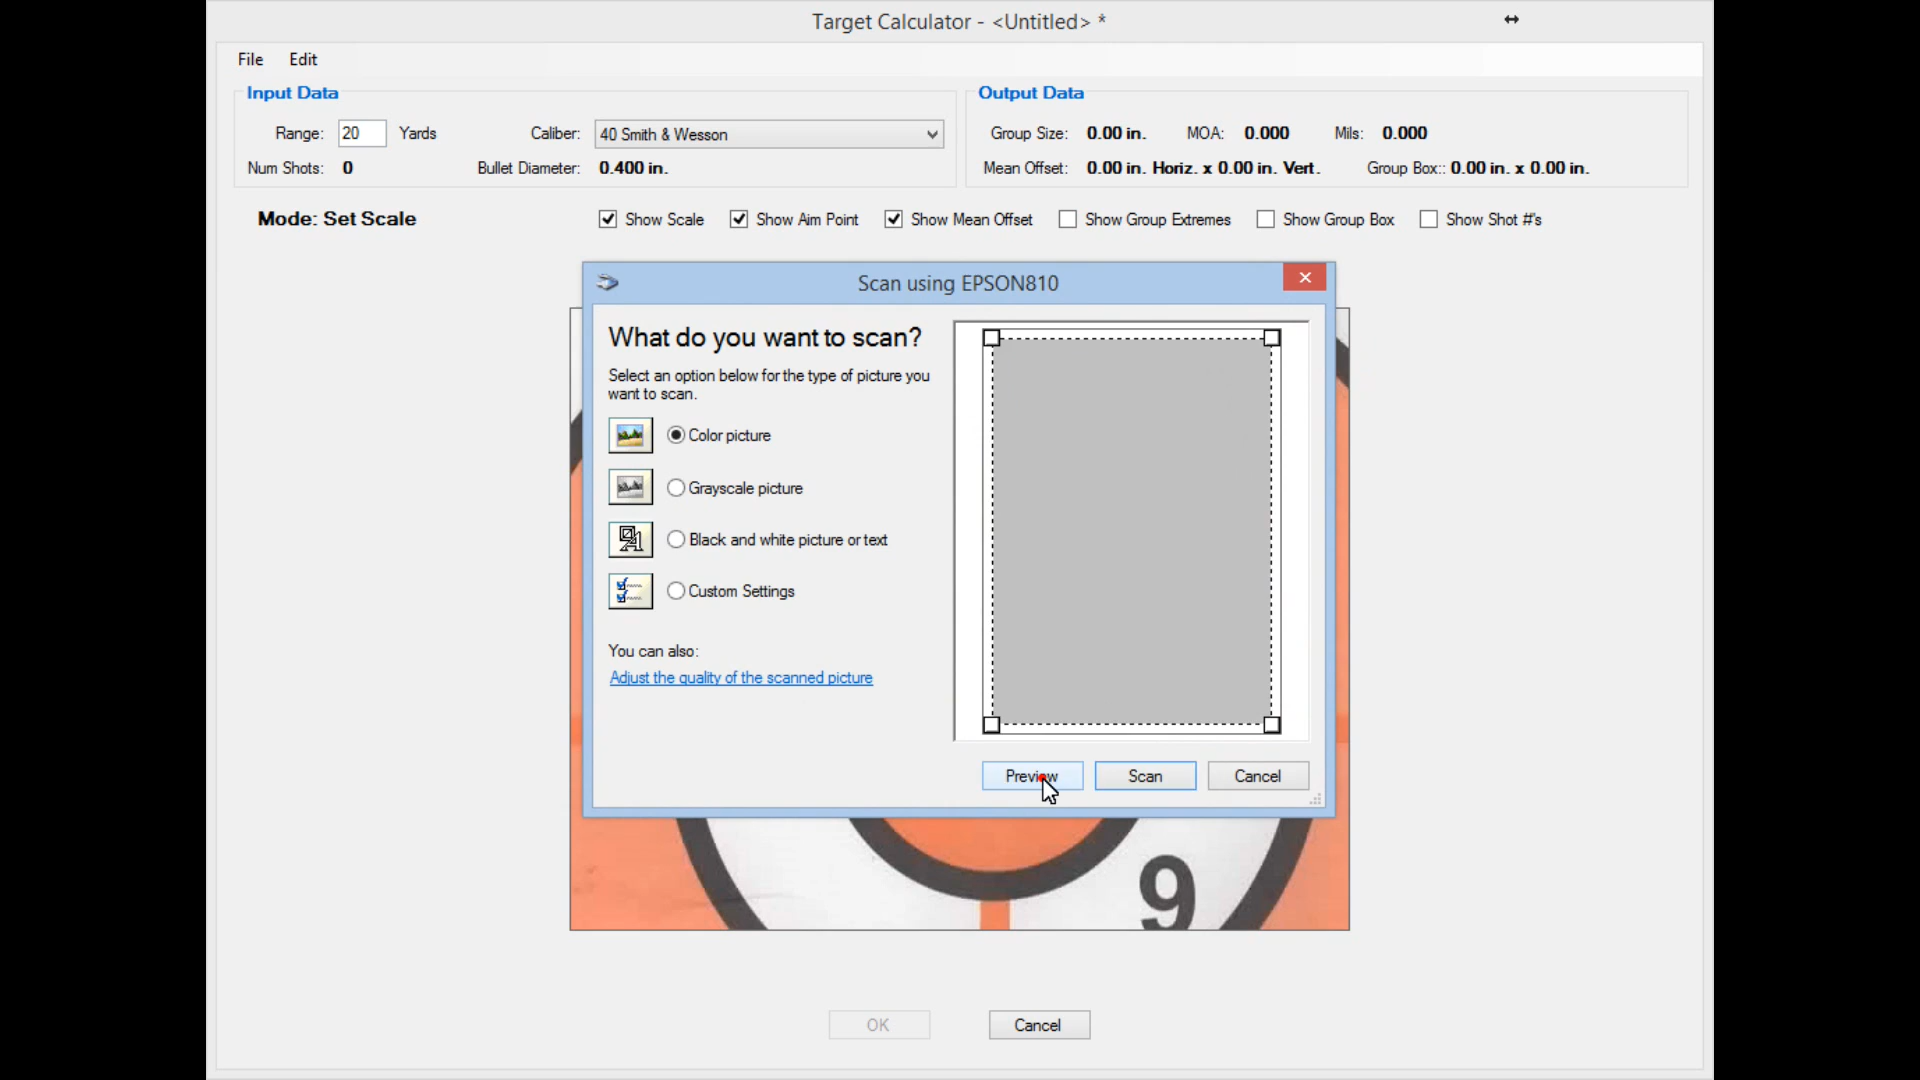 Target Calculator - <Untitled> *
File Edit
Input Data
Range: 20 Yards Caliber: 40 Smith & Wesson
Num Shots: 0 Bullet Diameter: 0.400 in.
Output Data
Group Size: 0.00 in. MOA: 0.000 Mils: 0.000
Mean Offset: 0.00 in. Horiz. x 0.00 in. Vert. Group Box:: 0.00 in. x 0.00 in.
Mode: Set Scale Show Scale Show Aim Point Show Mean Offset Show Group Extremes Show Group Box Show Shot #'s
Scan using EPSON810
What do you want to scan?
Select an option below for the type of picture you
want to scan.
Color picture
Grayscale picture
Black and white picture or text
Custom Settings
You can also:
Adjust the quality of the scanned picture
Preview Scan Cancel
9
OK Cancel